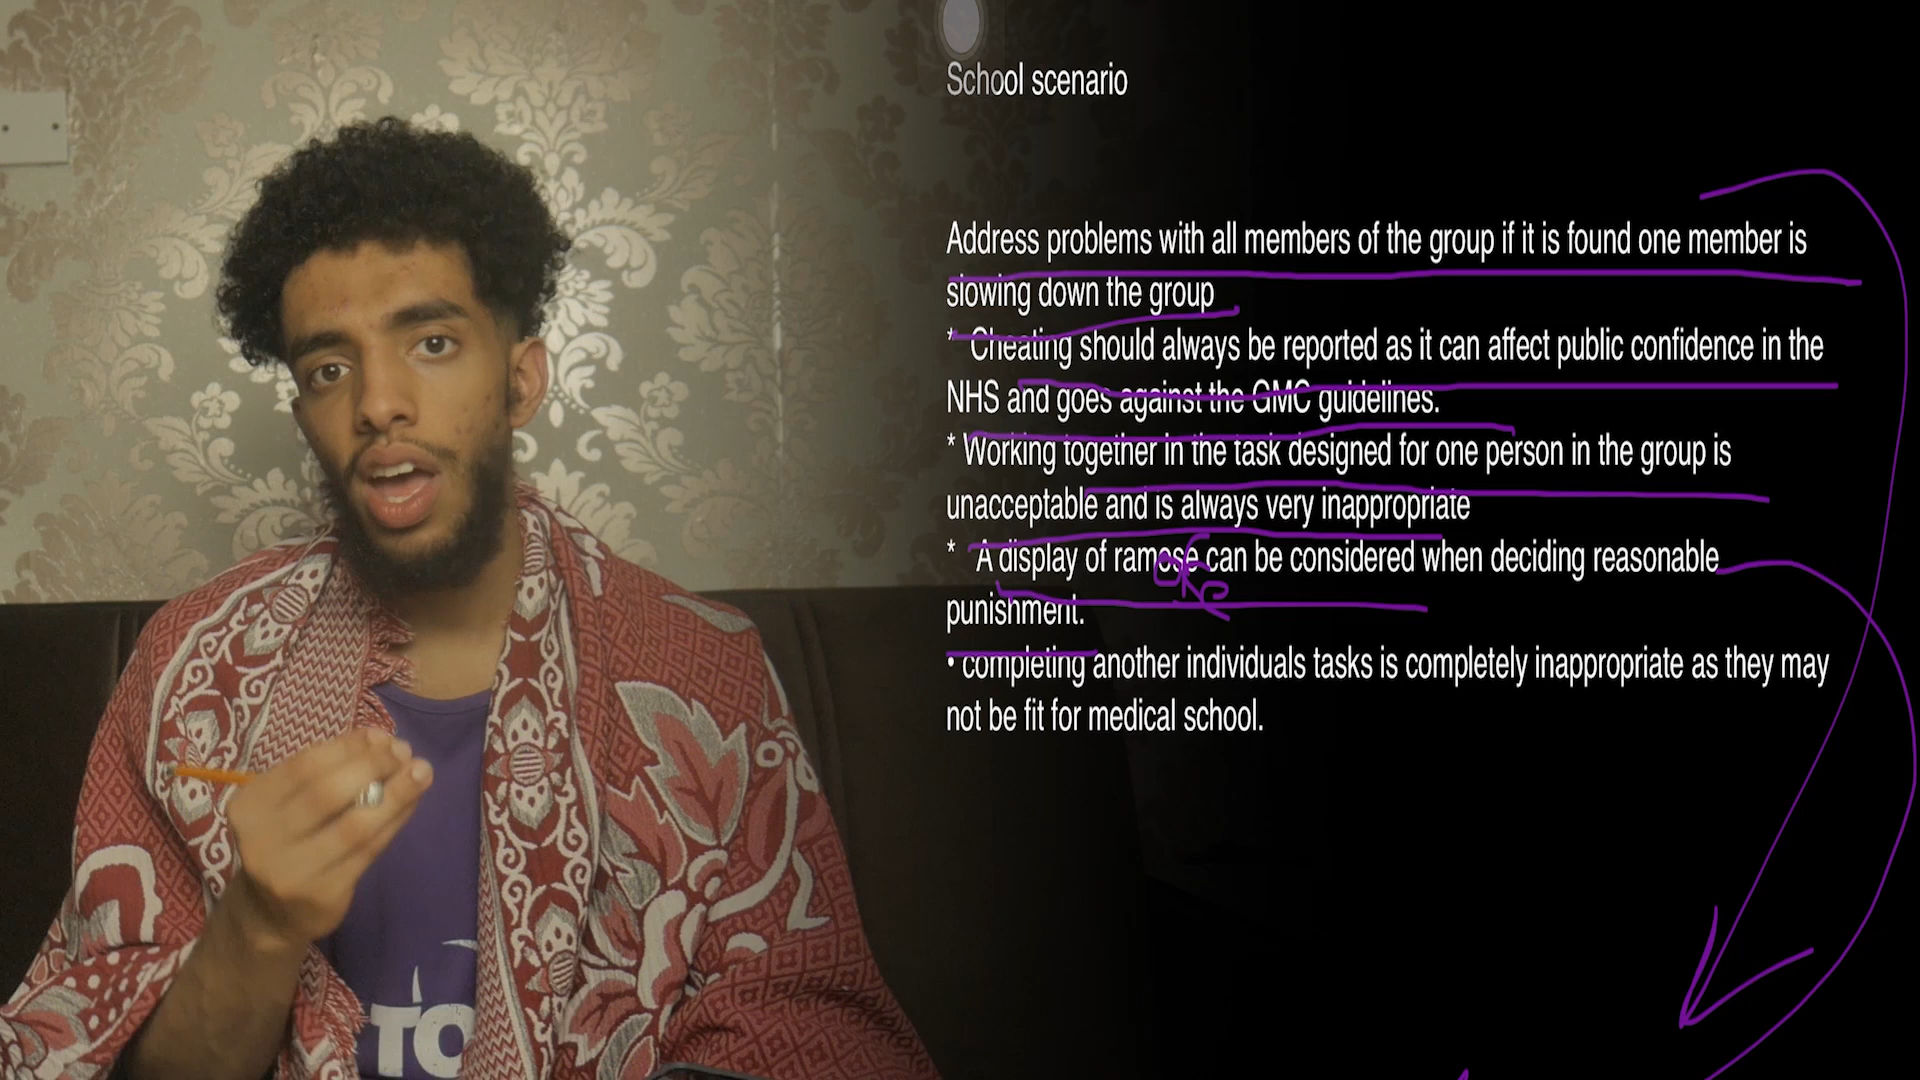 School scenario
Address problems with all members of the group if it is found one member is
slowing down the group
* Cheating should always be reported as it can affect public confidence in the
NHS and goes against the GMC guidelines.
* Working together in the task designed for one person in the group is
unacceptable and is always very inappropriate
* A display of ramose can be considered when deciding reasonable
punishment.
• completing another individuals tasks is completely inappropriate as they may
not be fit for medical school.
TO